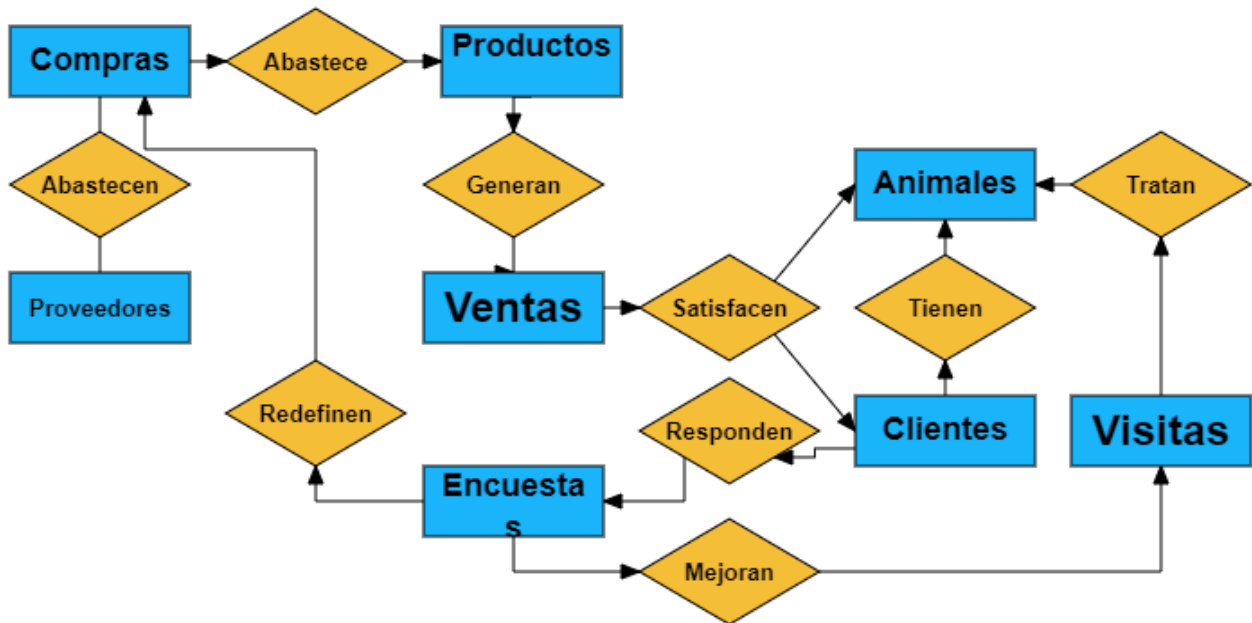 Compras
Abastece
Productos
Abastecen
Generan
Animales
Tratan
Proveedores
Ventas
Satisfacen
Tienen
Redefinen
Responden
Clientes
Visitas
Encuesta
s
Mejoran